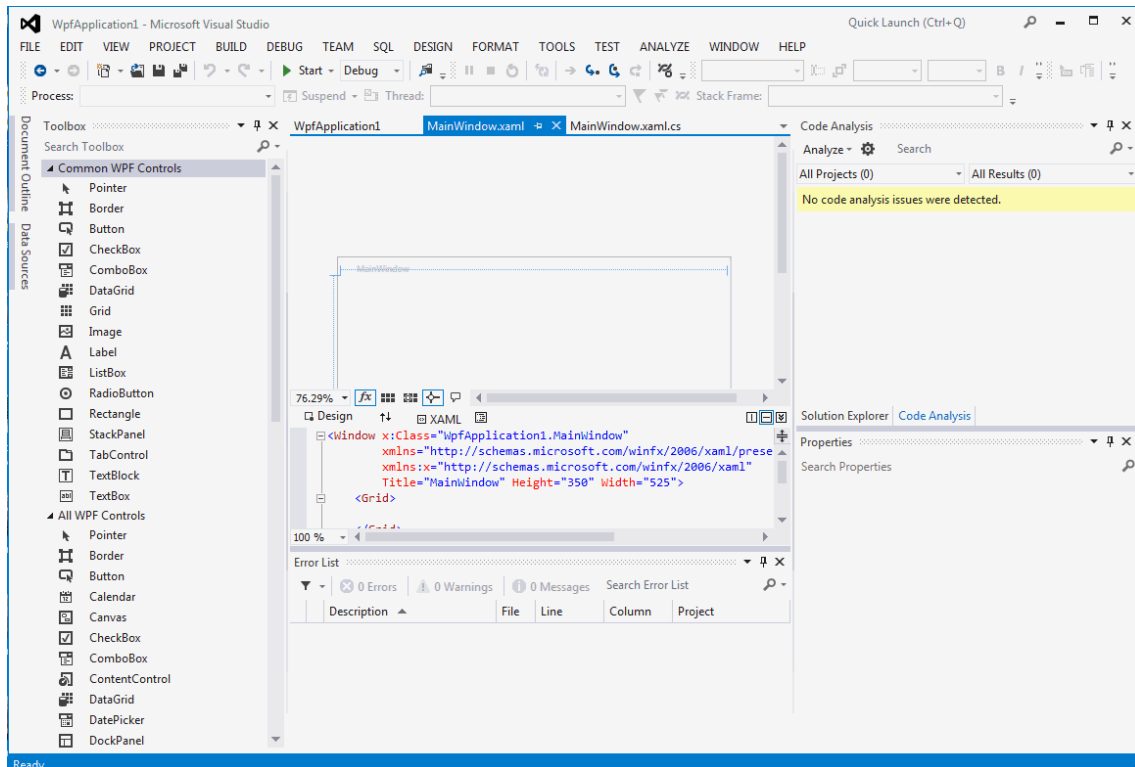 WpfApplication1 - Microsoft Visual Studio
Quick Launch (Ctrl+Q)
FILE EDIT VIEW PROJECT BUILD DEBUG TEAM SQL DESIGN FORMAT TOOLS TEST ANALYZE WINDOW HELP
Start Debug B I
Process: Suspend Thread: Stack Frame:
Document Outline
Data Sources
Toolbox
Search Toolbox
Common WPF Controls
Pointer
Border
Button
CheckBox
ComboBox
DataGrid
Grid
Image
Label
ListBox
RadioButton
Rectangle
StackPanel
TabControl
TextBlock
TextBox
All WPF Controls
Pointer
Border
Button
Calendar
Canvas
CheckBox
ComboBox
ContentControl
DataGrid
DatePicker
DockPanel
WpfApplication1 MainWindow.xaml MainWindow.xaml.cs
MainWindow
76.29% fx
Design XAML
<Window x:Class="WpfApplication1.MainWindow"
xmlns="http://schemas.microsoft.com/winfx/2006/xaml/prese
xmlns:x="http://schemas.microsoft.com/winfx/2006/xaml"
Title="MainWindow" Height="350" Width="525">
<Grid>
</Grid>
100 %
Error List
0 Errors 0 Warnings 0 Messages Search Error List
Description File Line Column Project
Code Analysis
Analyze Search
All Projects (0) All Results (0)
No code analysis issues were detected.
Solution Explorer Code Analysis
Properties
Search Properties
Ready